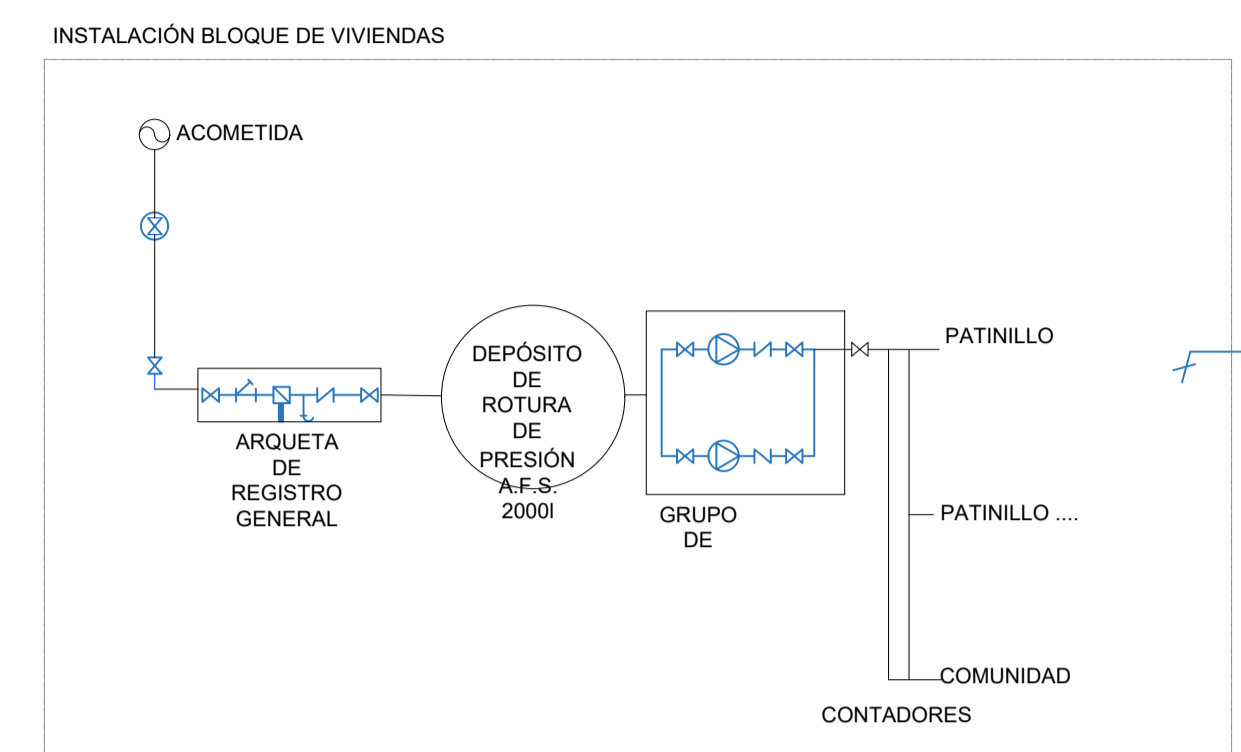 INSTALACIÓN BLOQUE DE VIVIENDAS
ACOMETIDA
ARQUETA
DE
REGISTRO
GENERAL
DEPÓSITO
DE
ROTURA
DE
PRESIÓN
A.F.S.
2000l
GRUPO
DE
PATINILLO
PATINILLO ....
COMUNIDAD
CONTADORES